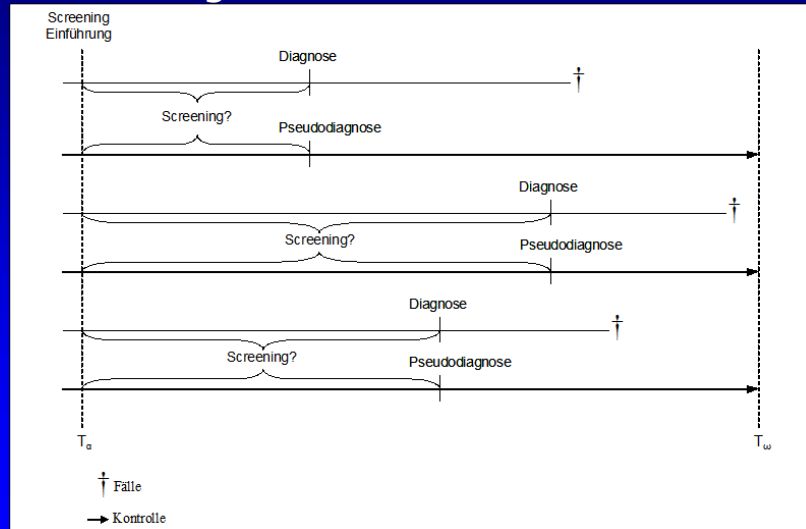 Screening
Einführung
Diagnose
†
Screening?
Pseudodiagnose
Diagnose
†
Screening?
Pseudodiagnose
Diagnose
†
Screening?
Pseudodiagnose
Tα
Tω
† Fälle
Kontrolle